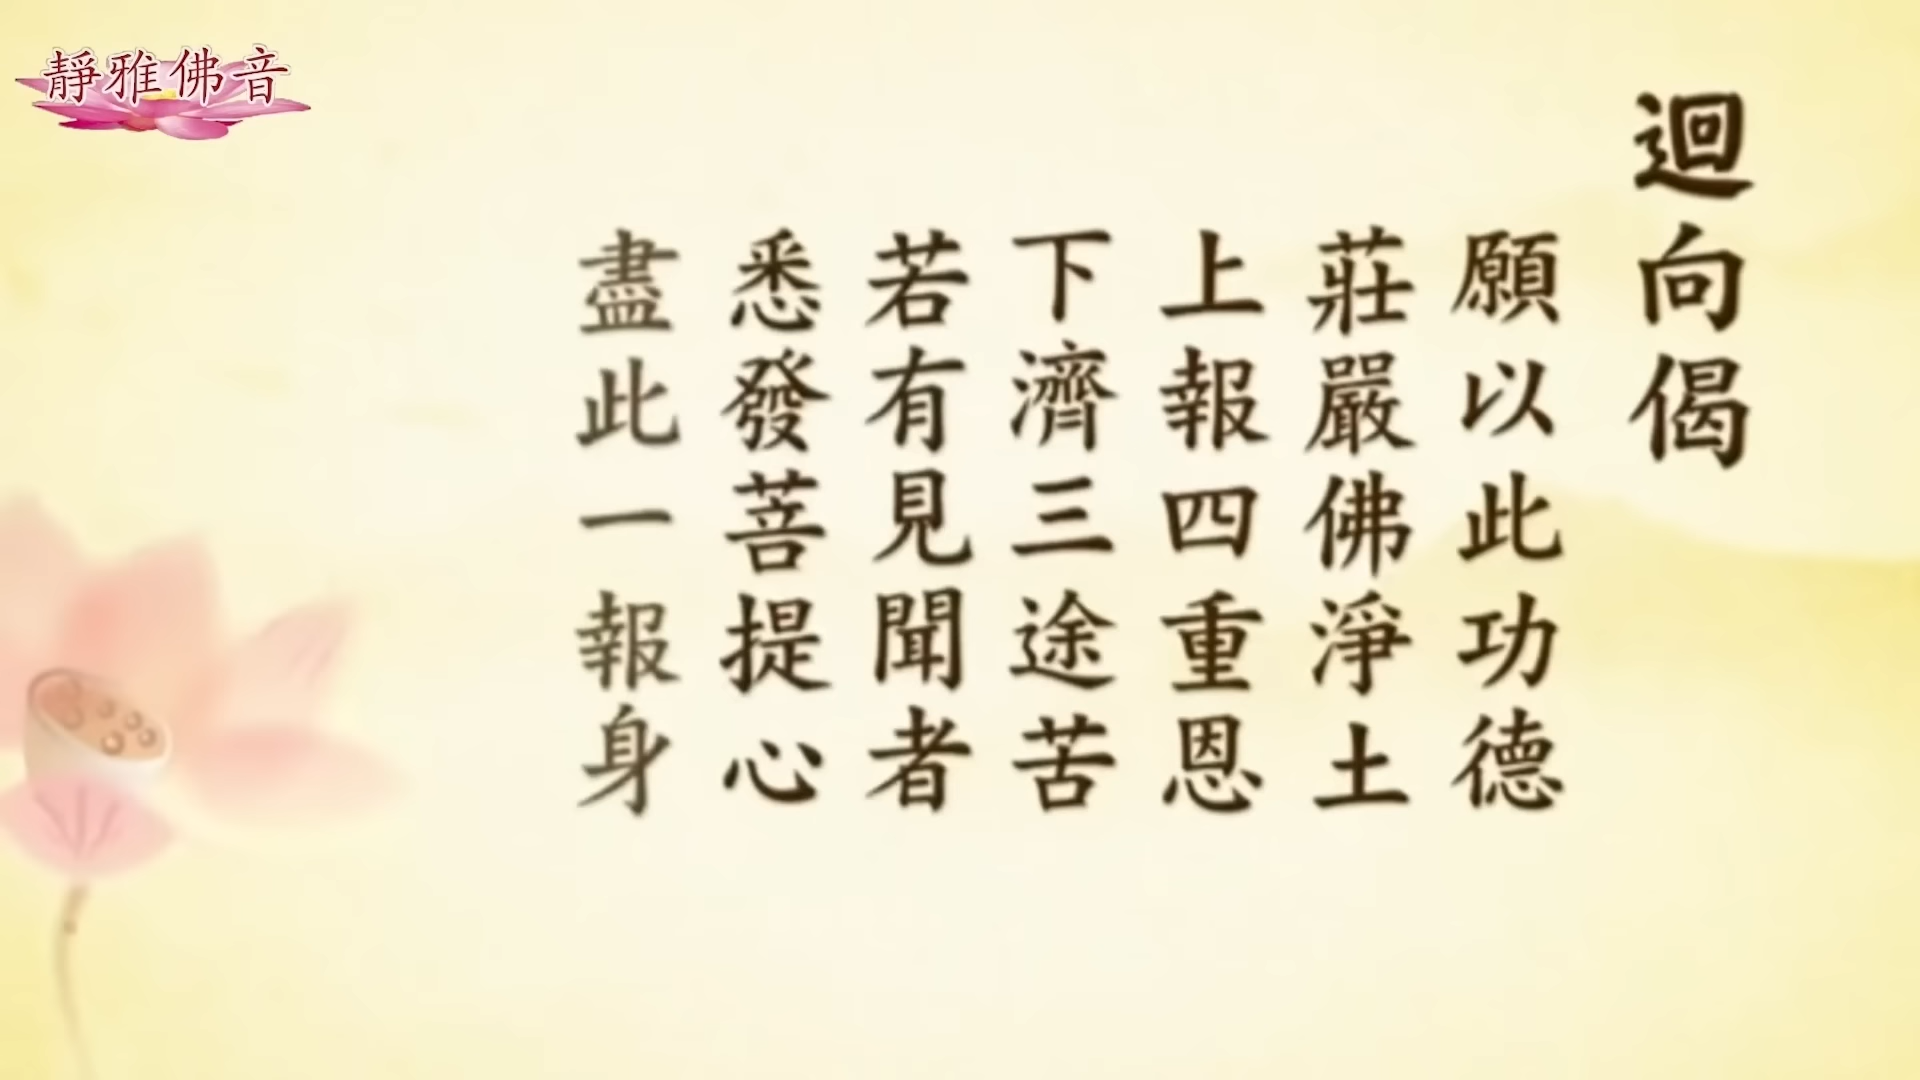 靜雅佛音
迴向偈
願以此功德
莊嚴佛淨土
上報四重恩
下濟三途苦
若有見聞者
悉發菩提心
盡此一報身